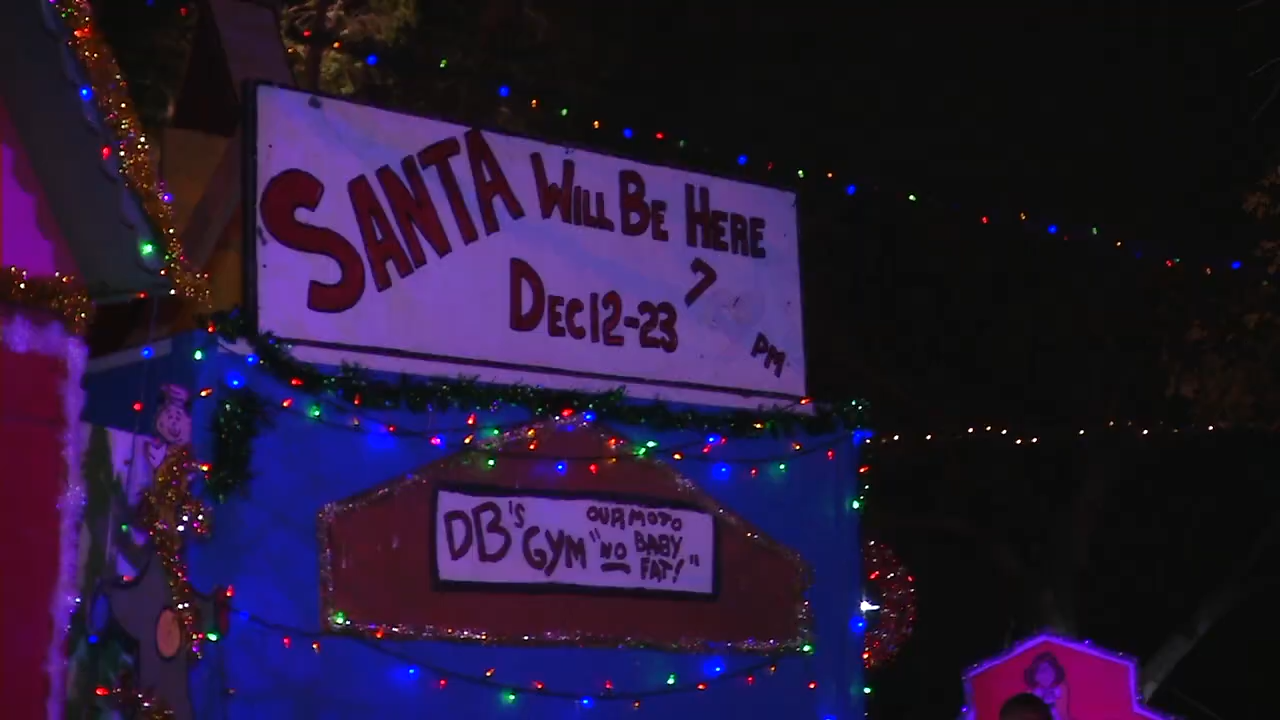 SANTA WILL BE HERE
DEC 12-23 7 PM
DB'S GYM
OUR MOTO
"NO BABY
FAT!"